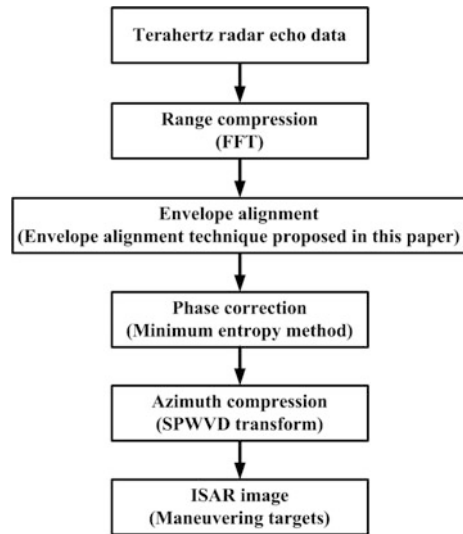 Terahertz radar echo data
Range compression
(FFT)
Envelope alignment
(Envelope alignment technique proposed in this paper)
Phase correction
(Minimum entropy method)
Azimuth compression
(SPWVD transform)
ISAR image
(Maneuvering targets)